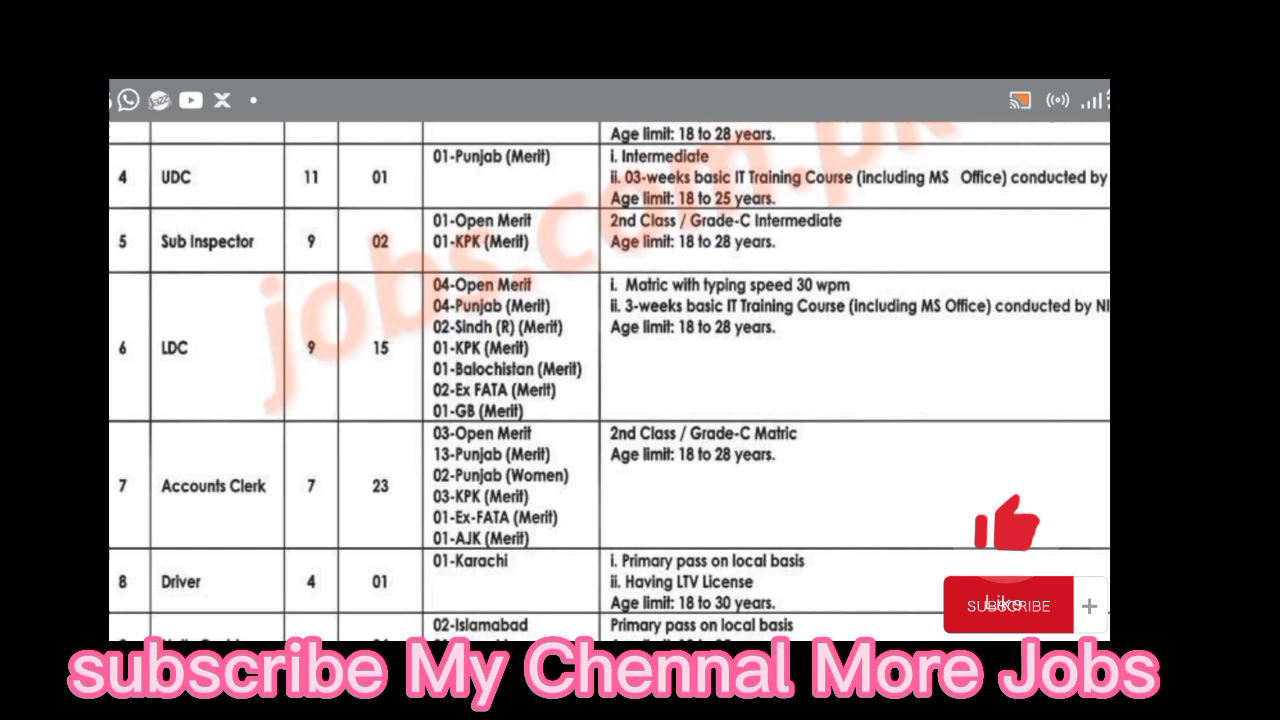 Age limit: 18 to 28 years.
4 UDC 11 01 01-Punjab (Merit) i. Intermediate
ii. 03-weeks basic IT Training Course (including MS Office) conducted by
Age limit: 18 to 25 years.
5 Sub Inspector 9 02 01-Open Merit 2nd Class / Grade-C Intermediate
01-KPK (Merit) Age limit: 18 to 28 years.
6 LDC 9 15 04-Open Merit i. Matric with typing speed 30 wpm
04-Punjab (Merit) ii. 3-weeks basic IT Training Course (including MS Office) conducted by
02-Sindh (R) (Merit) Age limit: 18 to 28 years.
01-KPK (Merit)
01-Balochistan (Merit)
02-Ex FATA (Merit)
01-GB (Merit)
7 Accounts Clerk 7 23 03-Open Merit 2nd Class / Grade-C Matric
13-Punjab (Merit) Age limit: 18 to 28 years.
02-Punjab (Women)
03-KPK (Merit)
01-Ex-FATA (Merit)
01-AJK (Merit)
8 Driver 4 01 01-Karachi i. Primary pass on local basis
ii. Having LTV License
Age limit: 18 to 30 years.
02-Islamabad Primary pass on local basis
jobs.com.pk
SUBSCRIBE
Like
subscribe My Chennal More Jobs